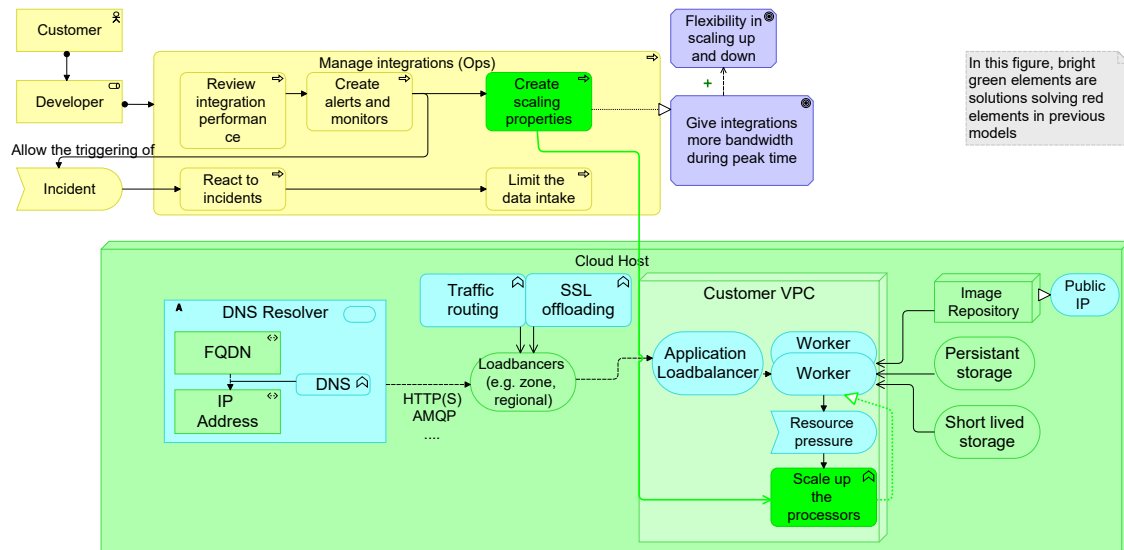 Customer
Developer
Manage integrations (Ops)
Review
integration
performan
ce
Create
alerts and
monitors
Create
scaling
properties
Flexibility in
scaling up
and down
+
Give integrations
more bandwidth
during peak time
In this figure, bright
green elements are
solutions solving red
elements in previous
models
Allow the triggering of
Incident
React to
incidents
Limit the
data intake
Cloud Host
A
DNS Resolver
FQDN
DNS
IP
Address
HTTP(S)
AMQP
....
Traffic
routing
SSL
offloading
Loadbancers
(e.g. zone,
regional)
Customer VPC
Application
Loadbalancer
Worker
Worker
Resource
pressure
Scale up
the
processors
Image
Repository
Public
IP
Persistant
storage
Short lived
storage